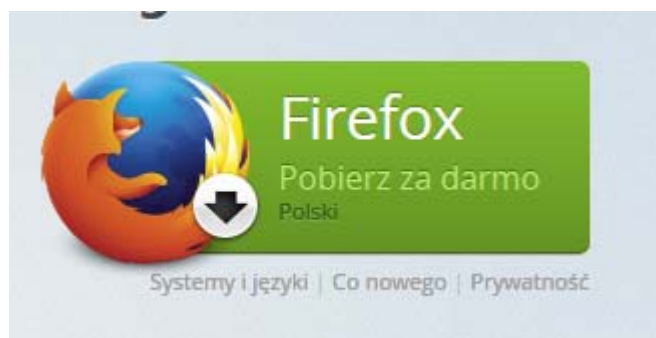 Firefox
Pobierz za darmo
Polski
Systemy i języki | Co nowego | Prywatność